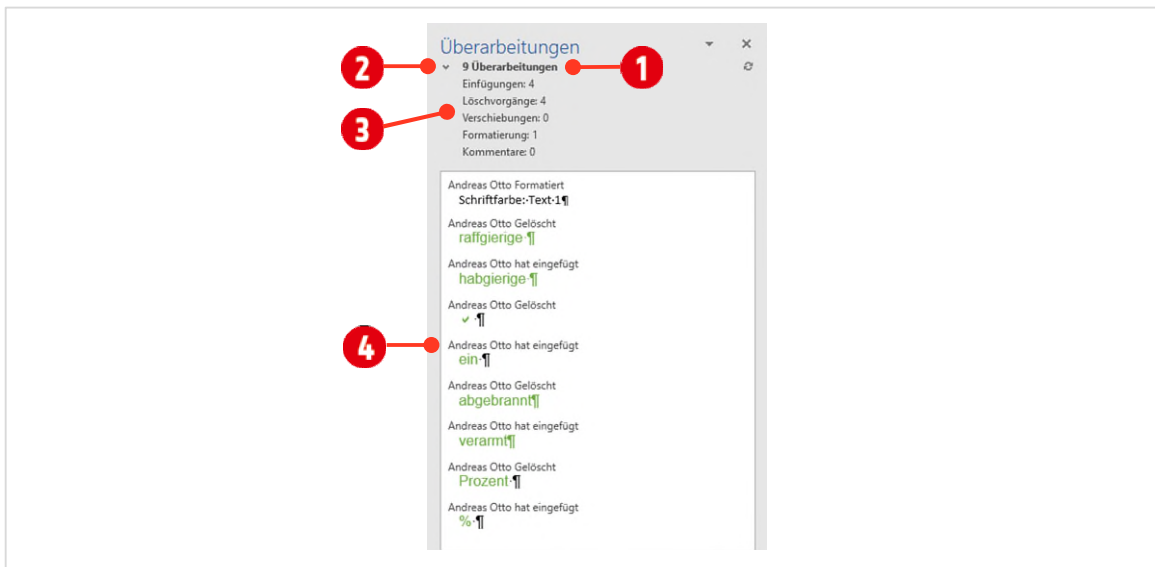 Überarbeitungen
2
9 Überarbeitungen
1
Einfügungen: 4
Löschvorgänge: 4
3
Verschiebungen: 0
Formatierung: 1
Kommentare: 0
Andreas Otto Formatiert
Schriftfarbe:·Text·1¶
Andreas Otto Gelöscht
raffgierige·¶
Andreas Otto hat eingefügt
habgierige·¶
Andreas Otto Gelöscht
✓·¶
4
Andreas Otto hat eingefügt
ein·¶
Andreas Otto Gelöscht
abgebrannt¶
Andreas Otto hat eingefügt
verarmt¶
Andreas Otto Gelöscht
Prozent·¶
Andreas Otto hat eingefügt
%·¶